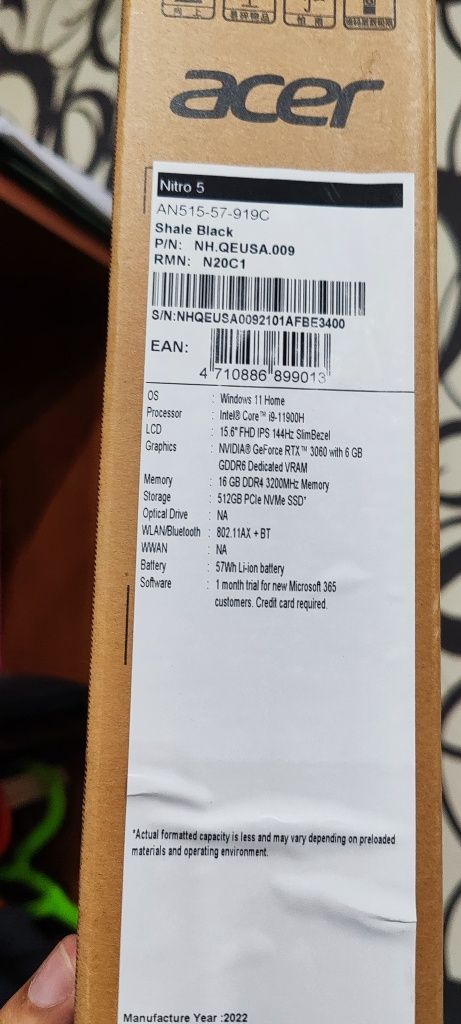 向上
acer
Nitro 5
AN515-57-919C
Shale Black
P/N: NH.QEUSA.009
RMN: N20C1
S/N:NHQEUSA0092101AFBE3400
EAN:
4 710886 899013
OS : Windows 11 Home
Processor : Intel® Core™ i9-11900H
LCD : 15.6" FHD IPS 144Hz SlimBezel
Graphics : NVIDIA® GeForce RTX™ 3060 with 6 GB
GDDR6 Dedicated VRAM
Memory : 16 GB DDR4 3200MHz Memory
Storage : 512GB PCIe NVMe SSD*
Optical Drive : NA
WLAN/Bluetooth : 802.11AX + BT
WWAN : NA
Battery : 57Wh Li-ion battery
Software : 1 month trial for new Microsoft 365
customers. Credit card required.
*Actual formatted capacity is less and may vary depending on preloaded
materials and operating environment.
Manufacture Year :2022